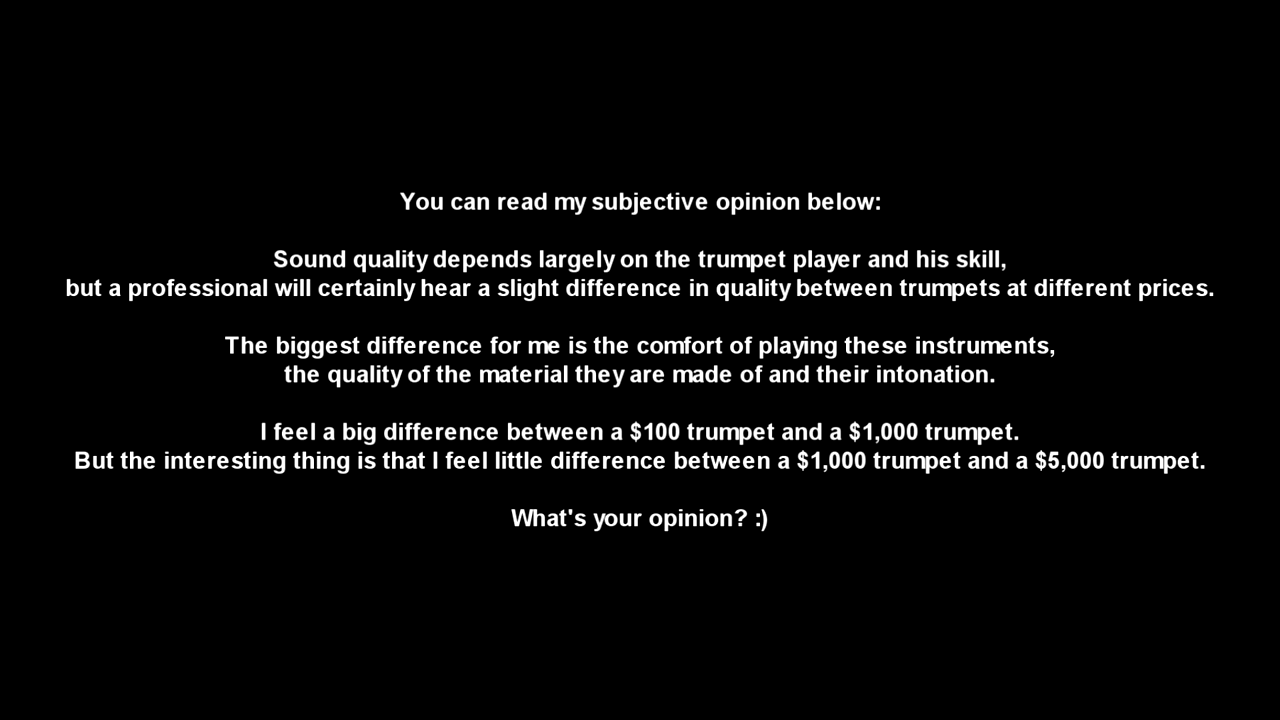 You can read my subjective opinion below:
Sound quality depends largely on the trumpet player and his skill,
but a professional will certainly hear a slight difference in quality between trumpets at different prices.
The biggest difference for me is the comfort of playing these instruments,
the quality of the material they are made of and their intonation.
I feel a big difference between a $100 trumpet and a $1,000 trumpet.
But the interesting thing is that I feel little difference between a $1,000 trumpet and a $5,000 trumpet.
What's your opinion? :)